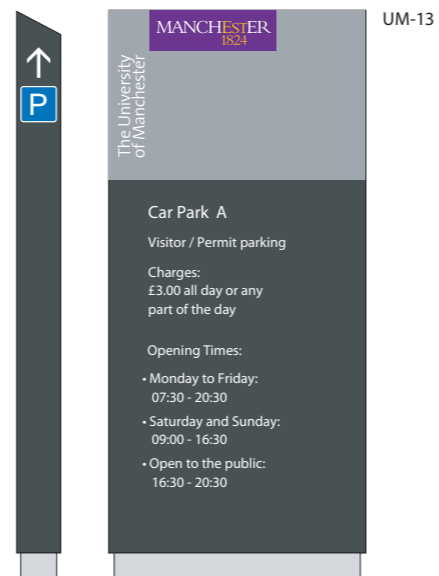 UM-13
P
MANCHESTER
1824
The University
of Manchester
Car Park A
Visitor / Permit parking
Charges:
£3.00 all day or any
part of the day
Opening Times:
• Monday to Friday:
07:30 - 20:30
• Saturday and Sunday:
09:00 - 16:30
• Open to the public:
16:30 - 20:30